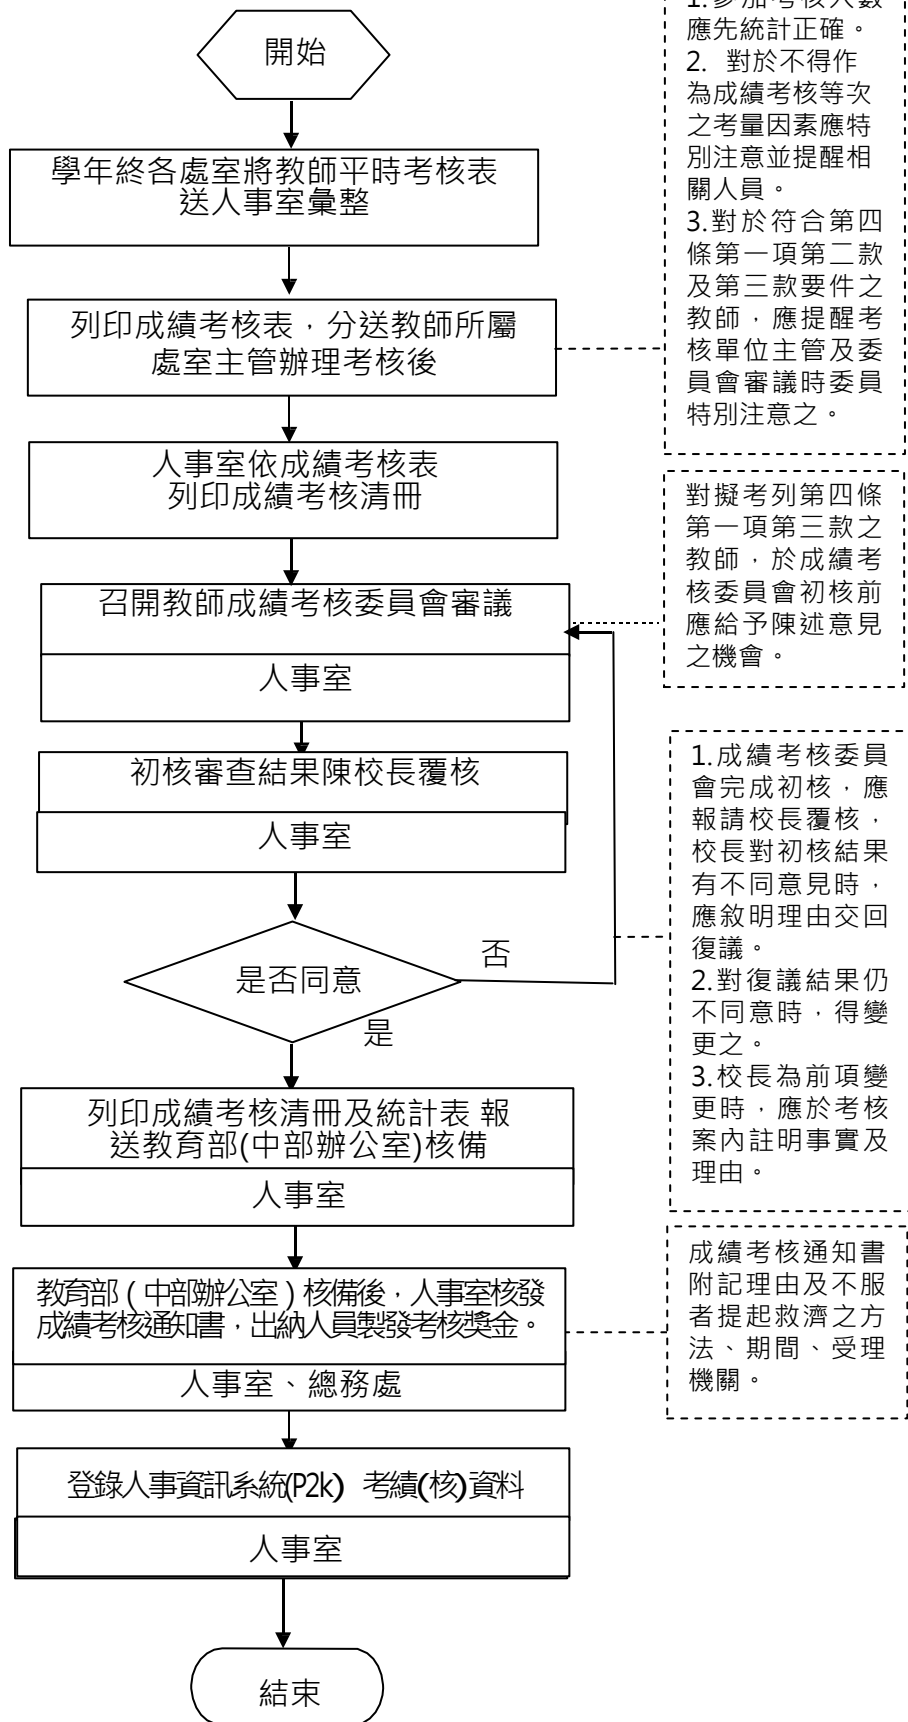 開始
學年終各處室將教師平時考核表
送人事室彙整
列印成績考核表，分送教師所屬
處室主管辦理考核後
人事室依成績考核表
列印成績考核清冊
召開教師成績考核委員會審議
人事室
初核審查結果陳校長覆核
人事室
是否同意
否
是
列印成績考核清冊及統計表 報
送教育部(中部辦公室)核備
人事室
教育部（中部辦公室）核備後，人事室核發
成績考核通知書，出納人員製發考核獎金。
人事室、總務處
登錄人事資訊系統(P2k) 考績(核)資料
人事室
結束
1.參加考核人數
應先統計正確。
2. 對於不得作
為成績考核等次
之考量因素應特
別注意並提醒相
關人員。
3.對於符合第四
條第一項第二款
及第三款要件之
教師，應提醒考
核單位主管及委
員會審議時委員
特別注意之。
對擬考列第四條
第一項第三款之
教師，於成績考
核委員會初核前
應給予陳述意見
之機會。
1.成績考核委員
會完成初核，應
報請校長覆核，
校長對初核結果
有不同意見時，
應敘明理由交回
復議。
2.對復議結果仍
不同意時，得變
更之。
3.校長為前項變
更時，應於考核
案內註明事實及
理由。
成績考核通知書
附記理由及不服
者提起救濟之方
法、期間、受理
機關。